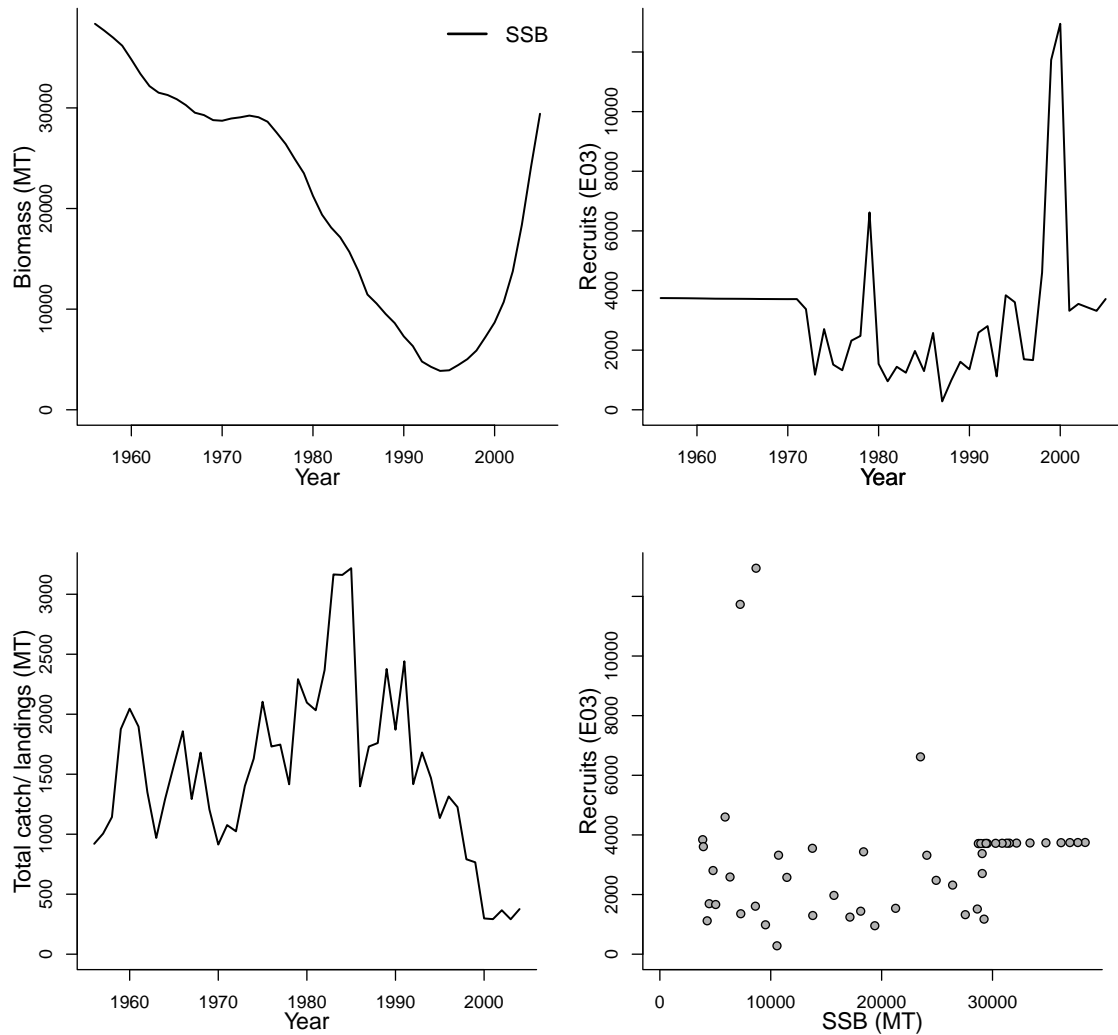 SSB
Biomass (MT)
0 10000 20000 30000
1960 1970 1980 1990 2000
Year
Recruits (E03)
0 2000 4000 6000 8000 10000
1960 1970 1980 1990 2000
Year
Total catch/ landings (MT)
0 500 1000 1500 2000 2500 3000
1960 1970 1980 1990 2000
Year
Recruits (E03)
0 2000 4000 6000 8000 10000
0 10000 20000 30000
SSB (MT)